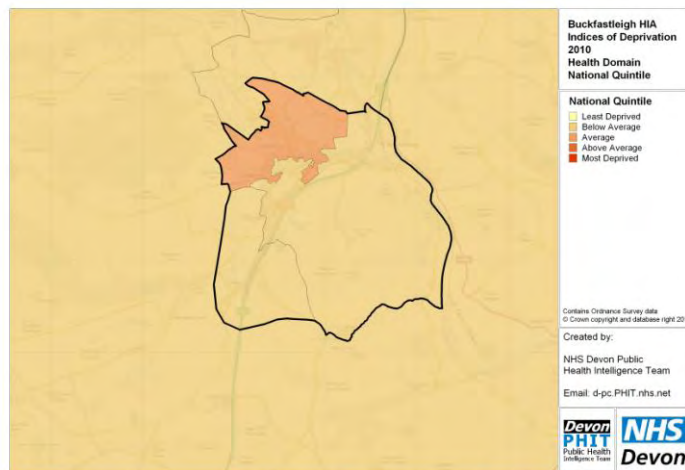 Buckfastleigh HIA
Indices of Deprivation
2010
Health Domain
National Quintile
National Quintile
Least Deprived
Below Average
Average
Above Average
Most Deprived
Contains Ordnance Survey data
© Crown copyright and database right 20
Created by:
NHS Devon Public
Health Intelligence Team
Email: d-pc.PHIT.nhs.net
Devon
PHIT
Public Health
Intelligence Team
NHS
Devon